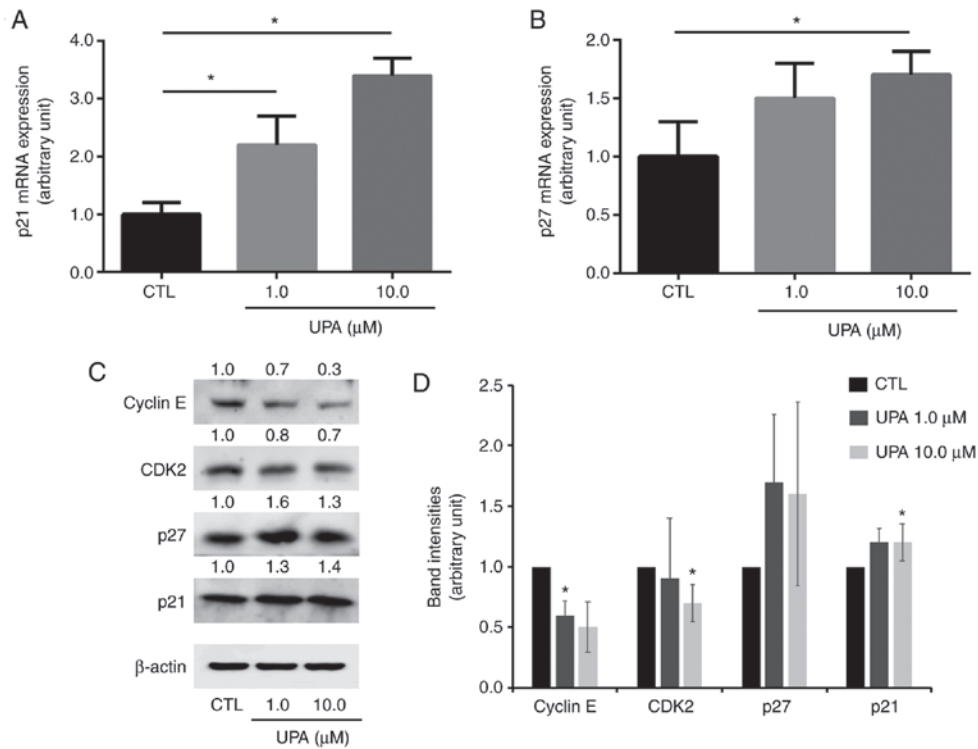 A
p21 mRNA expression
(arbitrary unit)
4.0
3.0
2.0
1.0
0.0
*
*
CTL
1.0
10.0
UPA (μM)
B
p27 mRNA expression
(arbitrary unit)
2.0
1.5
1.0
0.5
0.0
*
CTL
1.0
10.0
UPA (μM)
C
1.0 0.7 0.3
Cyclin E
1.0 0.8 0.7
CDK2
1.0 1.6 1.3
p27
1.0 1.3 1.4
p21
β-actin
CTL 1.0 10.0
UPA (μM)
D
Band intensities
(arbitrary unit)
2.5
2.0
1.5
1.0
0.5
0.0
CTL
UPA 1.0 μM
UPA 10.0 μM
*
*
*
Cyclin E CDK2 p27 p21